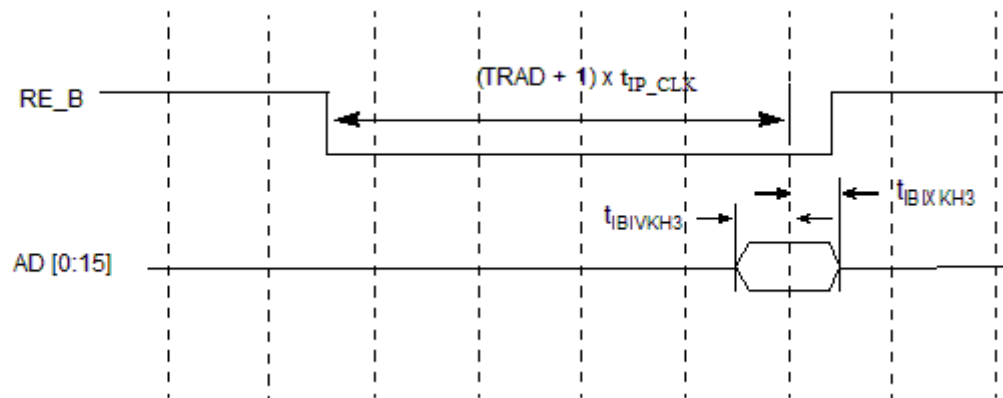 (TRAD + 1) x tIP_CLK
RE_B
tIBIVKH3
tIBIXKH3
AD [0:15]